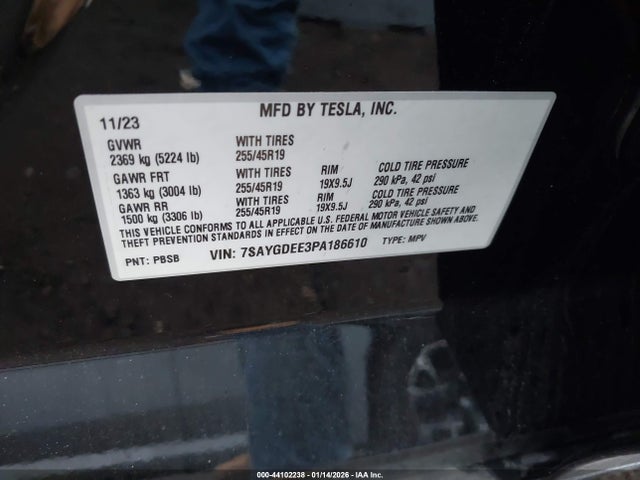 MFD BY TESLA, INC.
11/23
GVWR WITH TIRES
2369 kg (5224 lb) 255/45R19
GAWR FRT WITH TIRES RIM COLD TIRE PRESSURE
1363 kg (3004 lb) 255/45R19 19X9.5J 290 kPa, 42 psi
GAWR RR WITH TIRES RIM COLD TIRE PRESSURE
1500 kg (3306 lb) 255/45R19 19X9.5J 290 kPa, 42 psi
THIS VEHICLE CONFORMS TO ALL APPLICABLE U.S. FEDERAL MOTOR VEHICLE SAFETY AND
THEFT PREVENTION STANDARDS IN EFFECT ON THE DATE OF MANUFACTURE SHOWN ABOVE.
PNT: PBSB VIN: 7SAYGDEE3PA186610 TYPE: MPV
000-44102238 - 01/14/2026 - IAA Inc.